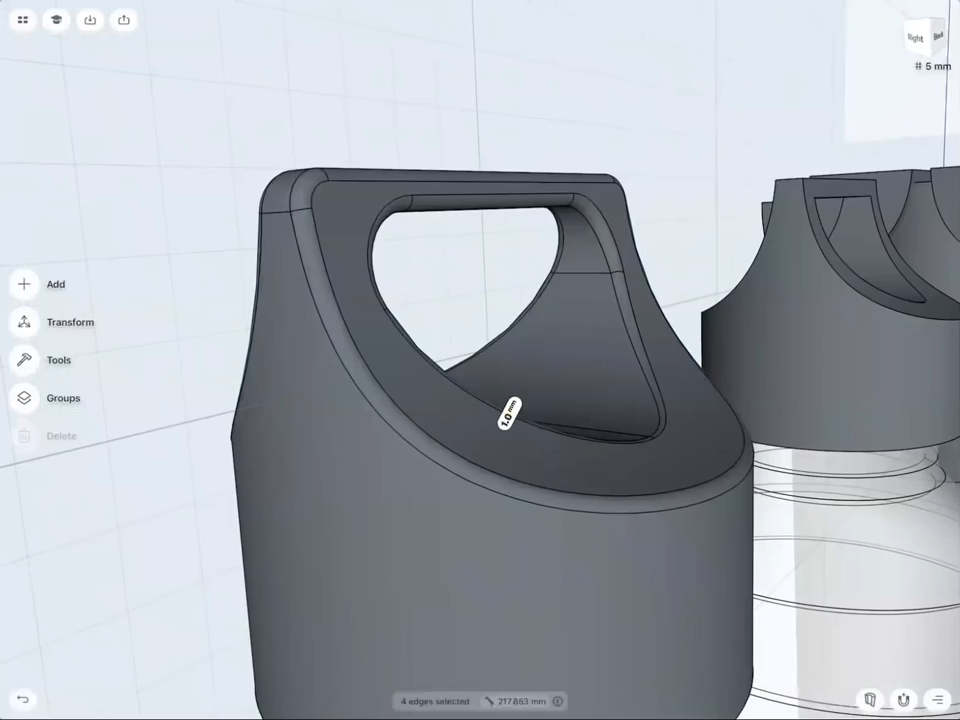 Right
Back
# 5 mm
Add
Transform
Tools
Groups
Delete
1.0 mm
4 edges selected
217.853 mm